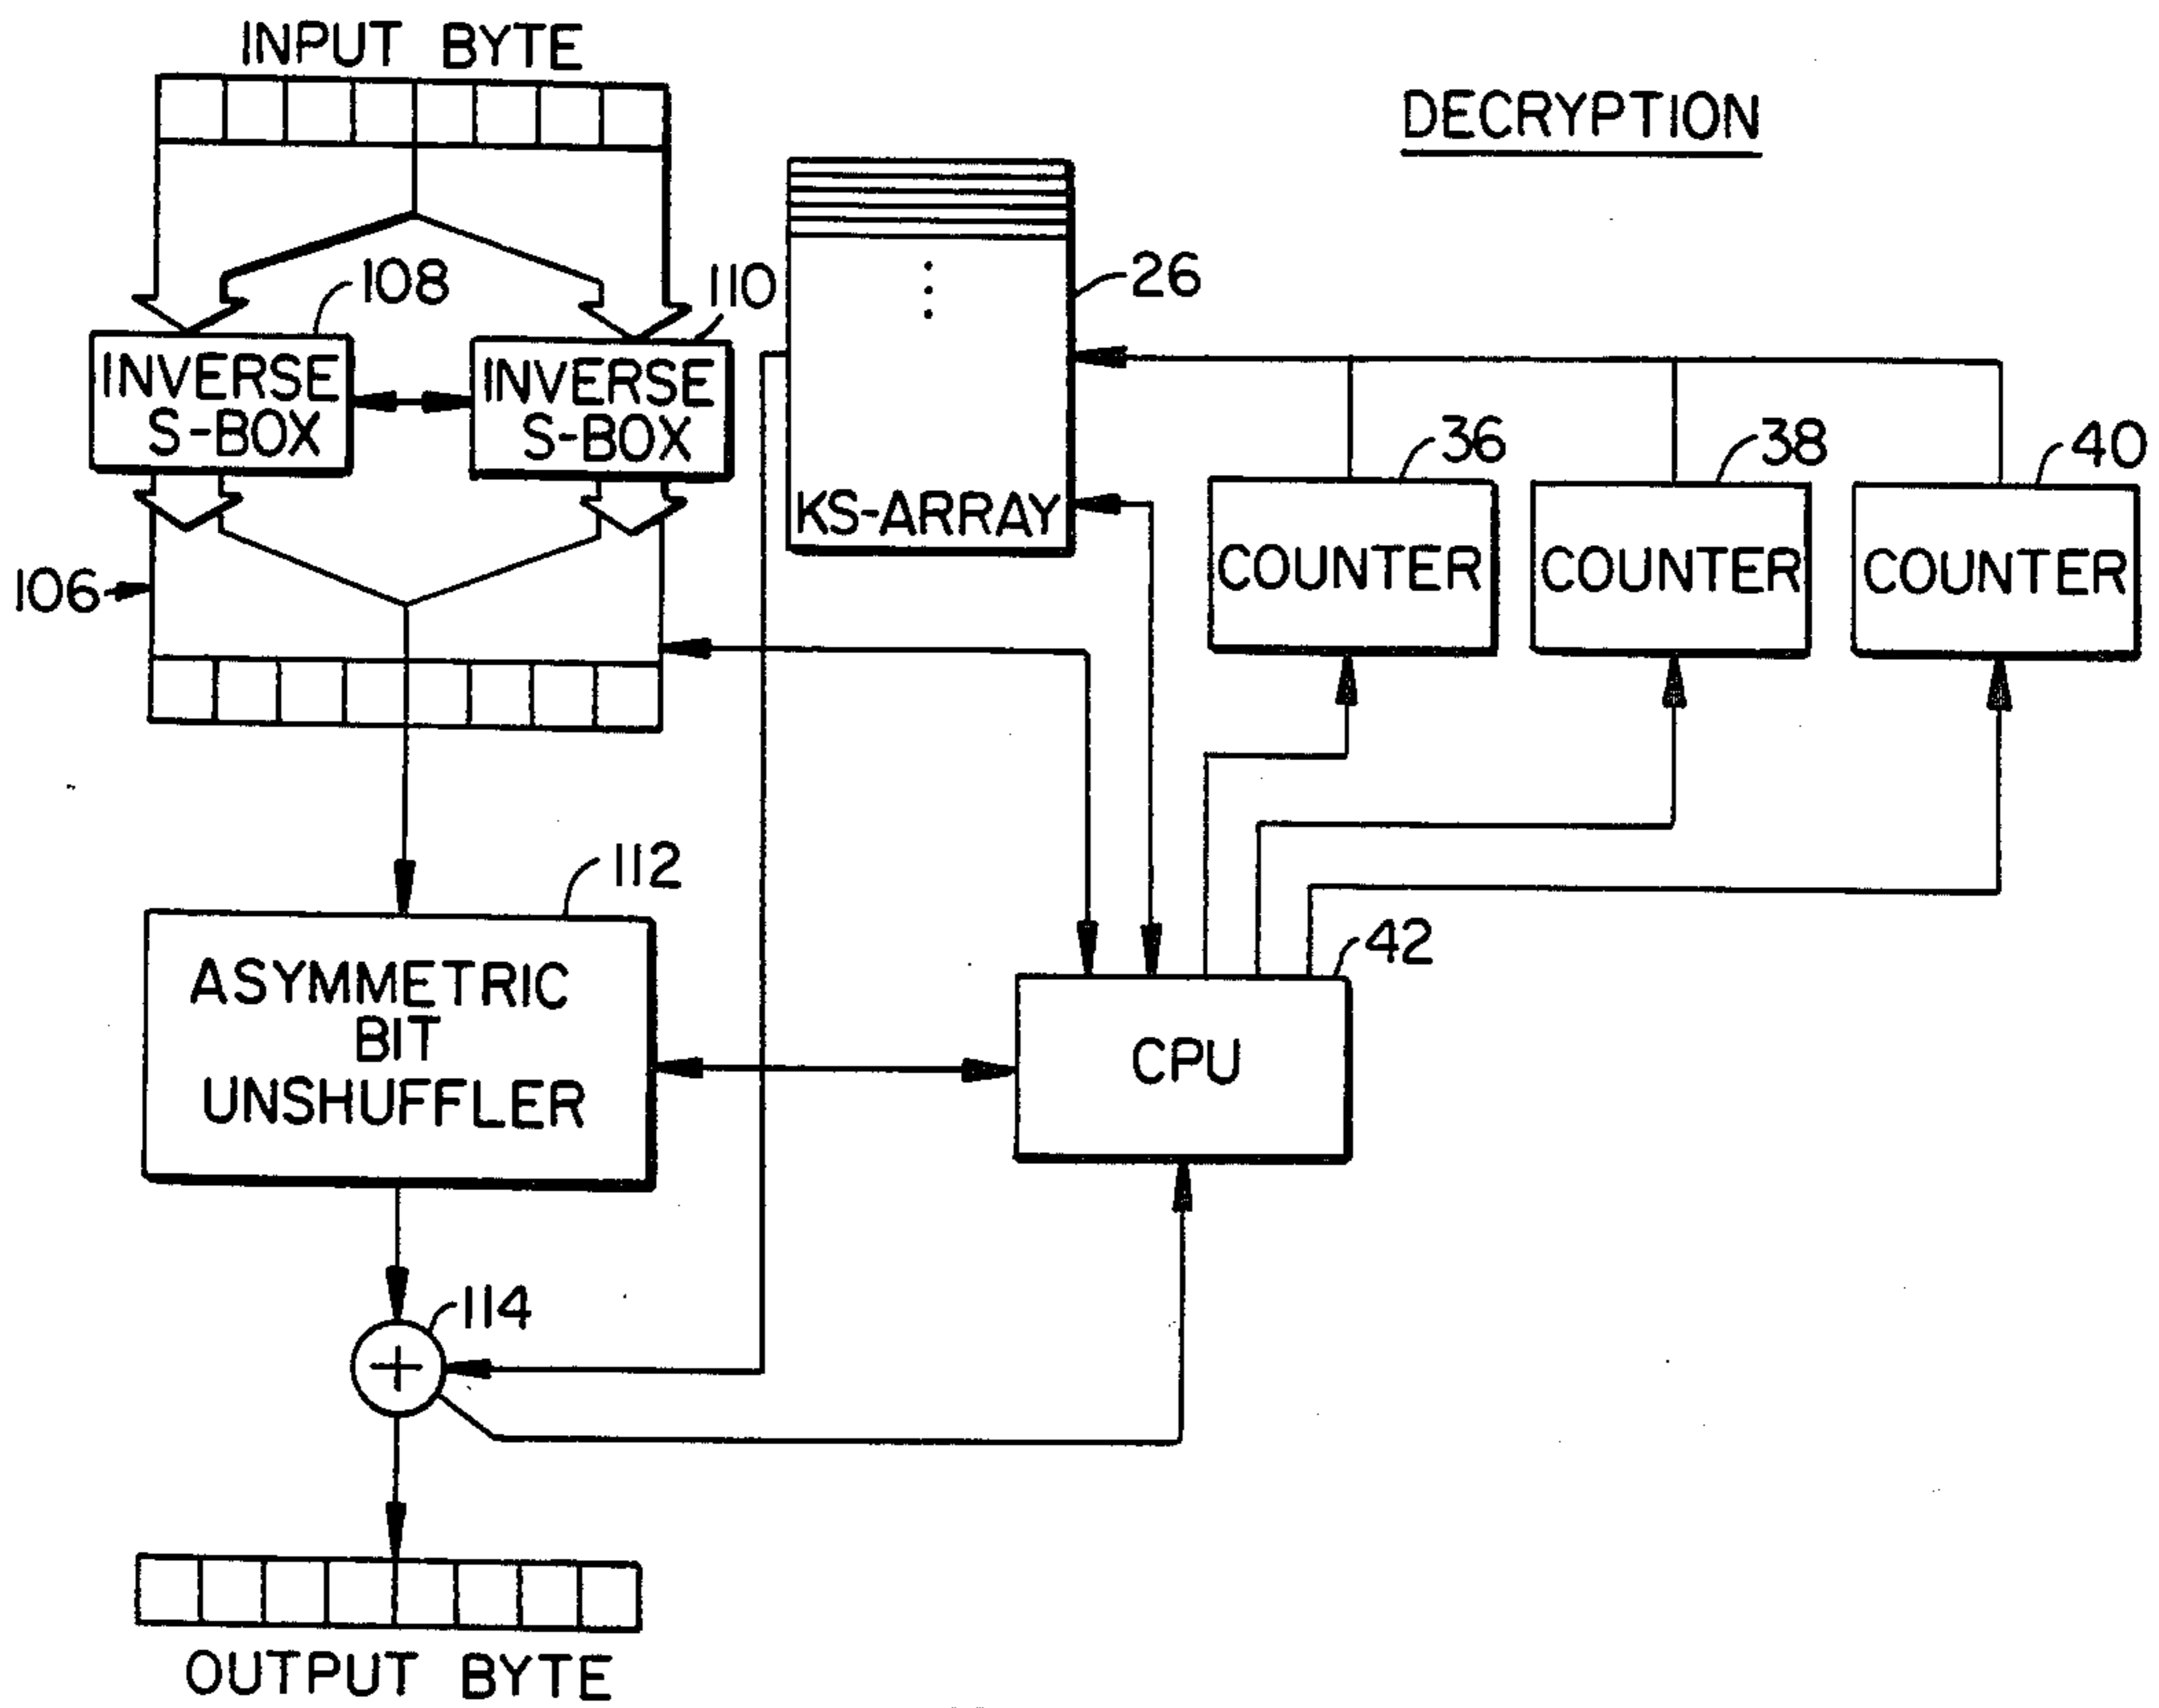 INPUT BYTE
DECRYPTION
108
110
26
INVERSE
S-BOX
INVERSE
S-BOX
36
38
40
KS-ARRAY
COUNTER
COUNTER
COUNTER
106
112
42
ASYMMETRIC
BIT
UNSHUFFLER
CPU
114
+
OUTPUT BYTE